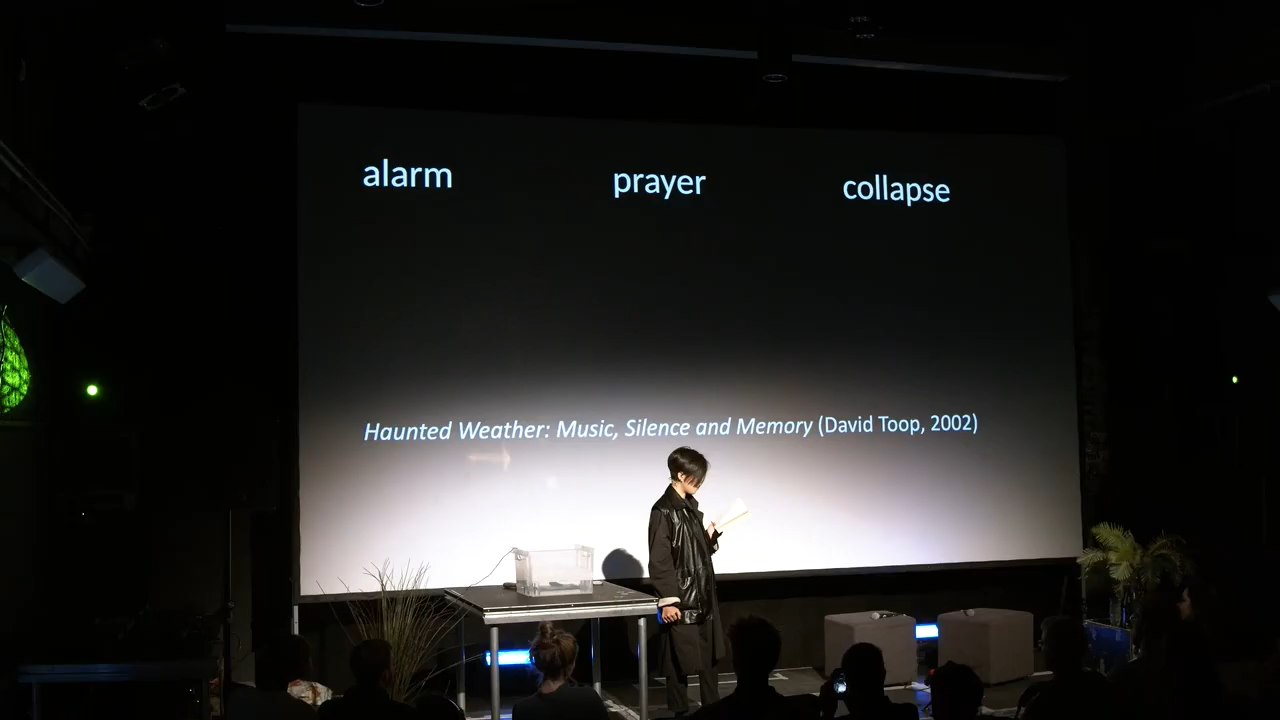 alarm prayer collapse
Haunted Weather: Music, Silence and Memory (David Toop, 2002)